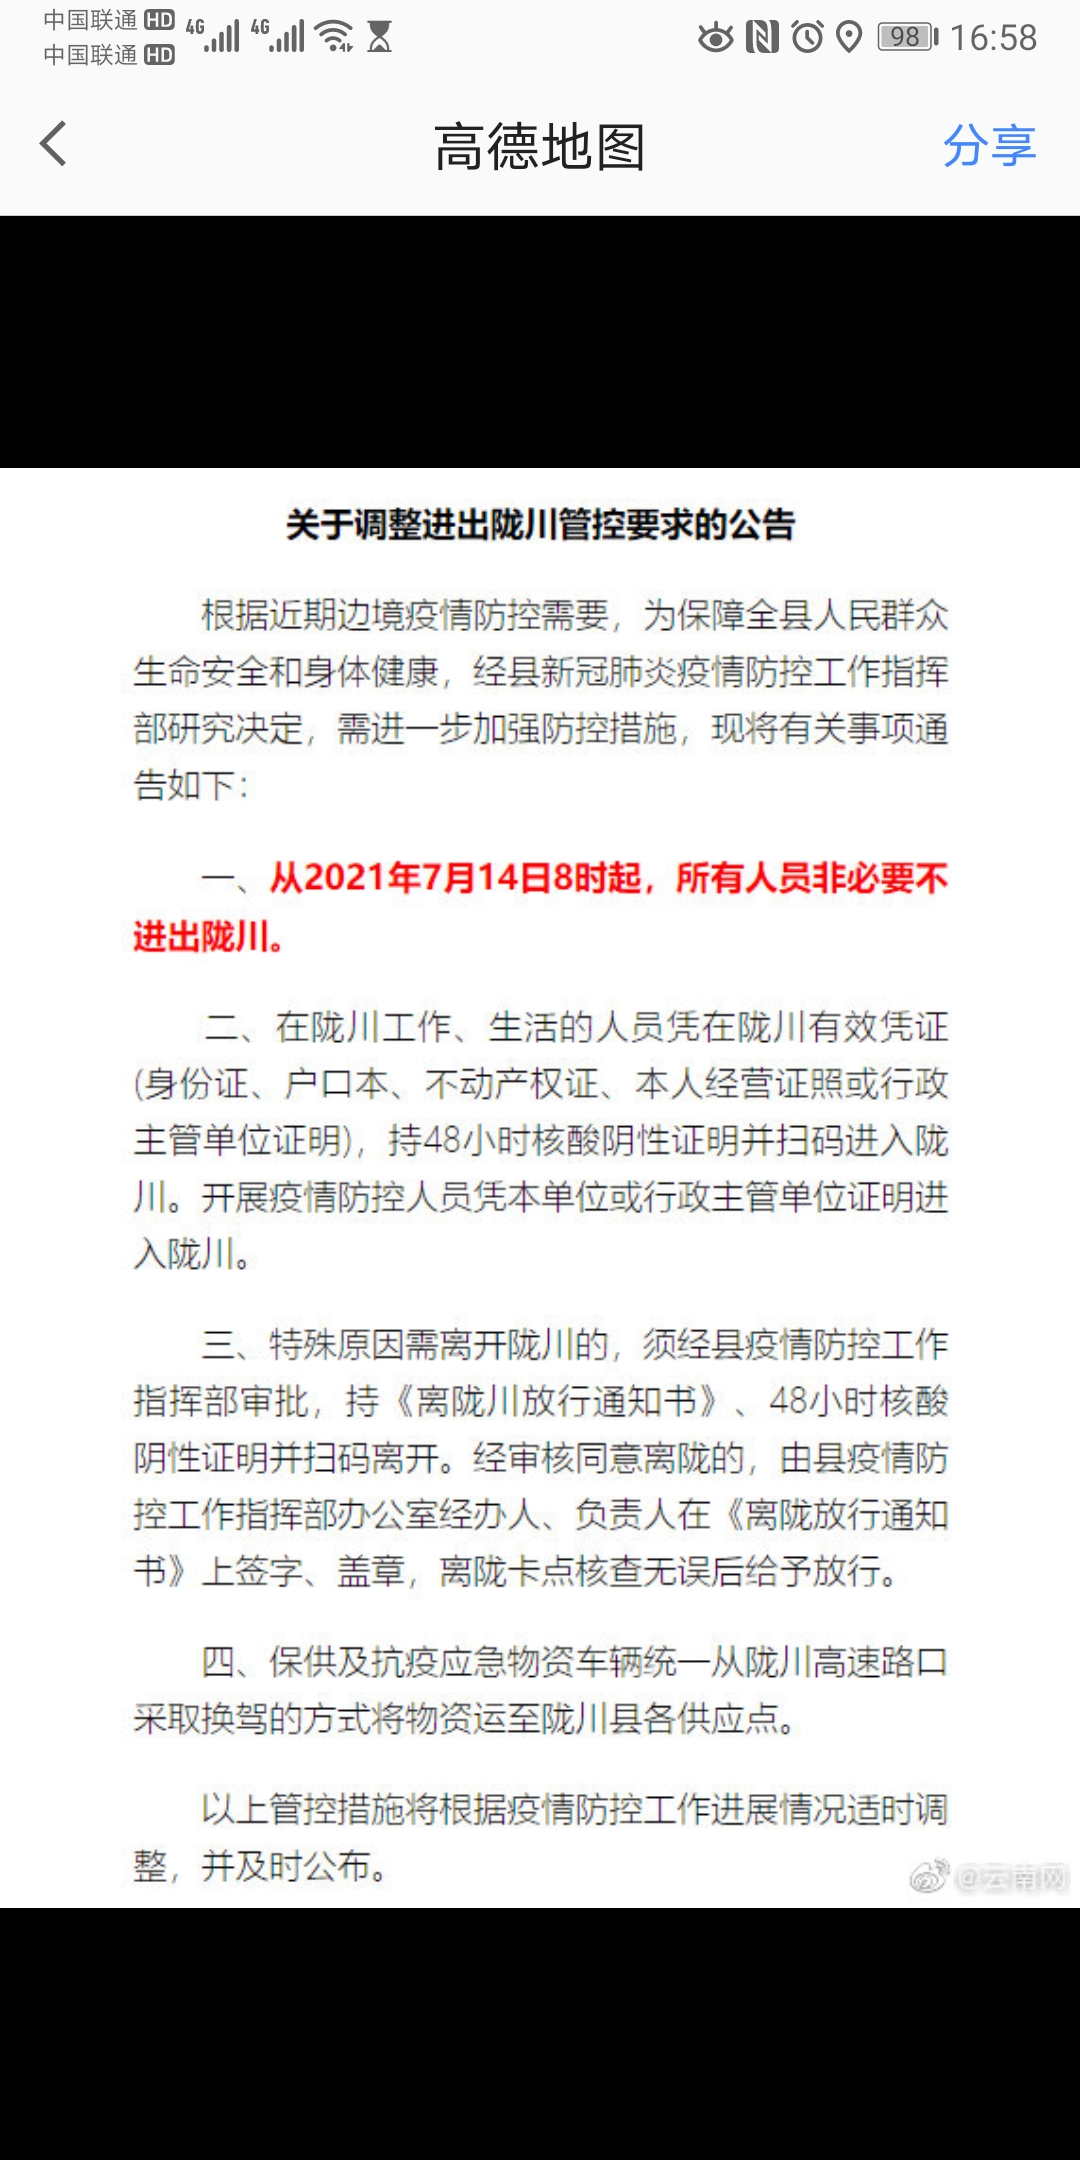 中国联通 HD 4G 4G 98 16:58
中国联通 HD
高德地图 分享
关于调整进出陇川管控要求的公告
根据近期边境疫情防控需要，为保障全县人民群众
生命安全和身体健康，经县新冠肺炎疫情防控工作指挥
部研究决定，需进一步加强防控措施，现将有关事项通
告如下：
一、从2021年7月14日8时起，所有人员非必要不
进出陇川。
二、在陇川工作、生活的人员凭在陇川有效凭证
(身份证、户口本、不动产权证、本人经营证照或行政
主管单位证明)，持48小时核酸阴性证明并扫码进入陇
川。开展疫情防控人员凭本单位或行政主管单位证明进
入陇川。
三、特殊原因需离开陇川的，须经县疫情防控工作
指挥部审批，持《离陇川放行通知书》、48小时核酸
阴性证明并扫码离开。经审核同意离陇的，由县疫情防
控工作指挥部办公室经办人、负责人在《离陇放行通知
书》上签字、盖章，离陇卡点核查无误后给予放行。
四、保供及抗疫应急物资车辆统一从陇川高速路口
采取换驾的方式将物资运至陇川县各供应点。
以上管控措施将根据疫情防控工作进展情况适时调
整，并及时公布。
@云南网